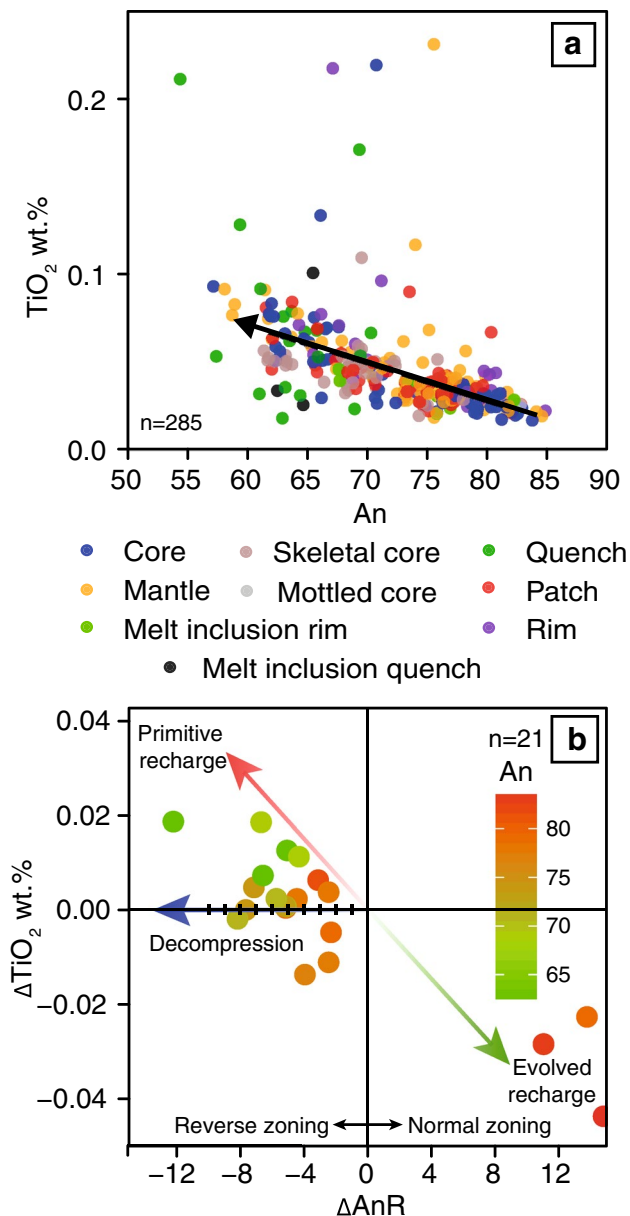 a
TiO2 wt.%
0.2
0.1
0.0
n=285
50 55 60 65 70 75 80 85 90
An
Core Skeletal core Quench
Mantle Mottled core Patch
Melt inclusion rim Rim
Melt inclusion quench
b
ΔTiO2 wt.%
0.04
0.02
0.00
−0.02
−0.04
Primitive
recharge
n=21
An
80
75
70
65
Decompression
Evolved
recharge
Reverse zoning Normal zoning
−12 −8 −4 0 4 8 12
ΔAnR